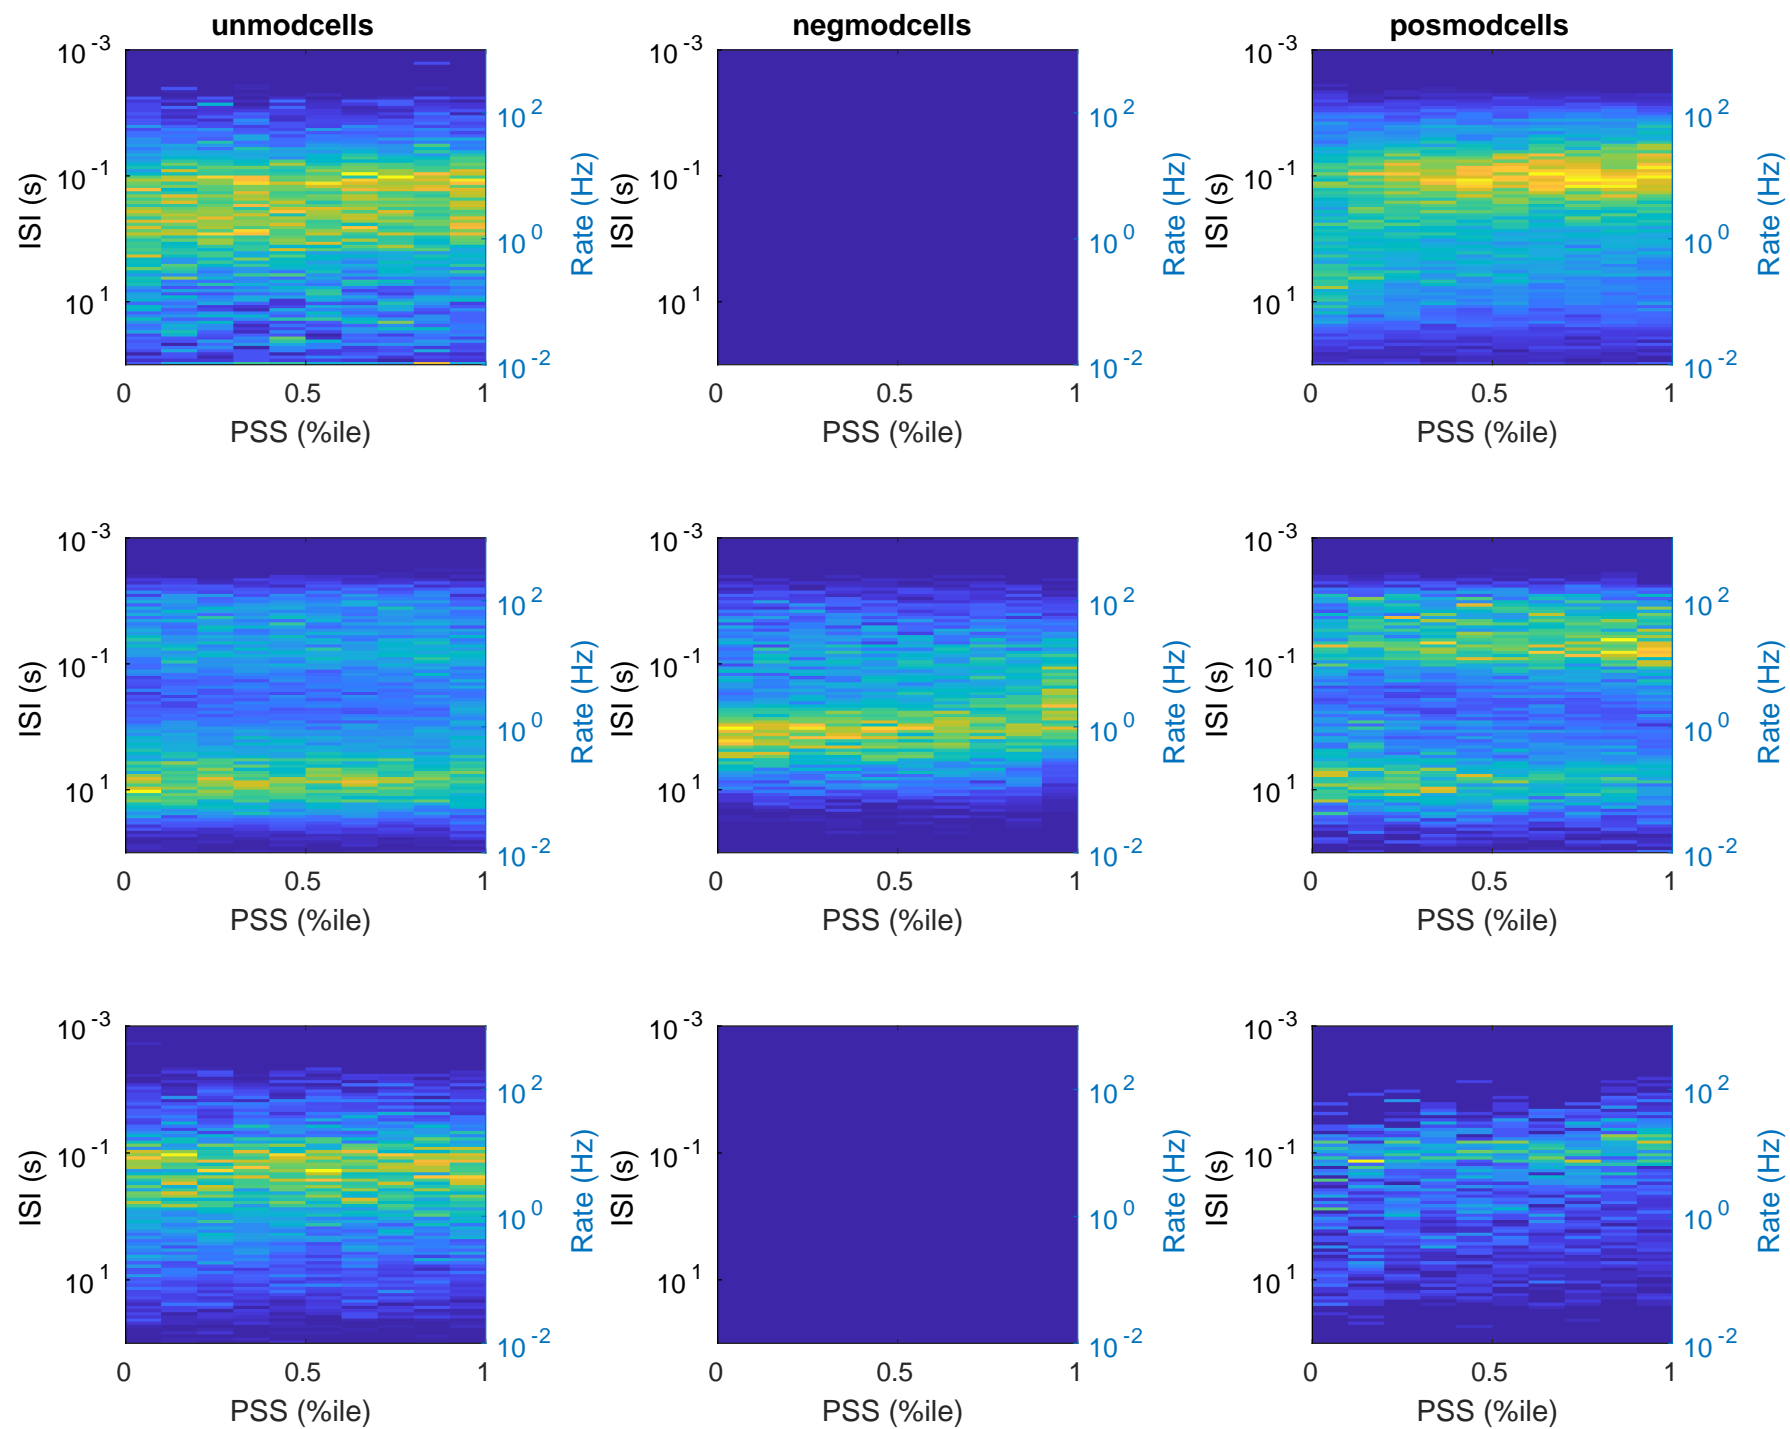 unmodcells negmodcells posmodcells
10-3 10-3 10-3
10 2 10 2 10 2
10-1 10-1 10-1
ISI (s) Rate (Hz) ISI (s) Rate (Hz) ISI (s) Rate (Hz)
10 0 10 0 10 0
10 1 10 1 10 1
10-2 10-2 10-2
0 0.5 1 0 0.5 1 0 0.5 1
PSS (%ile) PSS (%ile) PSS (%ile)
10-3 10-3 10-3
10 2 10 2 10 2
10-1 10-1 10-1
ISI (s) Rate (Hz) ISI (s) Rate (Hz) ISI (s) Rate (Hz)
10 0 10 0 10 0
10 1 10 1 10 1
10-2 10-2 10-2
0 0.5 1 0 0.5 1 0 0.5 1
PSS (%ile) PSS (%ile) PSS (%ile)
10-3 10-3 10-3
10 2 10 2 10 2
10-1 10-1 10-1
ISI (s) Rate (Hz) ISI (s) Rate (Hz) ISI (s) Rate (Hz)
10 0 10 0 10 0
10 1 10 1 10 1
10-2 10-2 10-2
0 0.5 1 0 0.5 1 0 0.5 1
PSS (%ile) PSS (%ile) PSS (%ile)